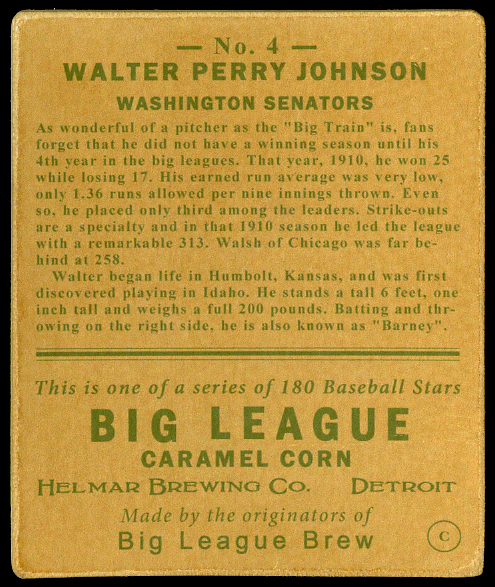 — No. 4 —
WALTER PERRY JOHNSON
WASHINGTON SENATORS
As wonderful of a pitcher as the "Big Train" is, fans
forget that he did not have a winning season until his
4th year in the big leagues. That year, 1910, he won 25
while losing 17. His earned run average was very low,
only 1.36 runs allowed per nine innings thrown. Even
so, he placed only third among the leaders. Strike-outs
are a specialty and in that 1910 season he led the league
with a remarkable 313. Walsh of Chicago was far be-
hind at 258.
Walter began life in Humbolt, Kansas, and was first
discovered playing in Idaho. He stands a tall 6 feet, one
inch tall and weighs a full 200 pounds. Batting and thr-
owing on the right side, he is also known as "Barney".
This is one of a series of 180 Baseball Stars
BIG LEAGUE
CARAMEL CORN
HELMAR BREWING CO. DETROIT
Made by the originators of
Big League Brew
C